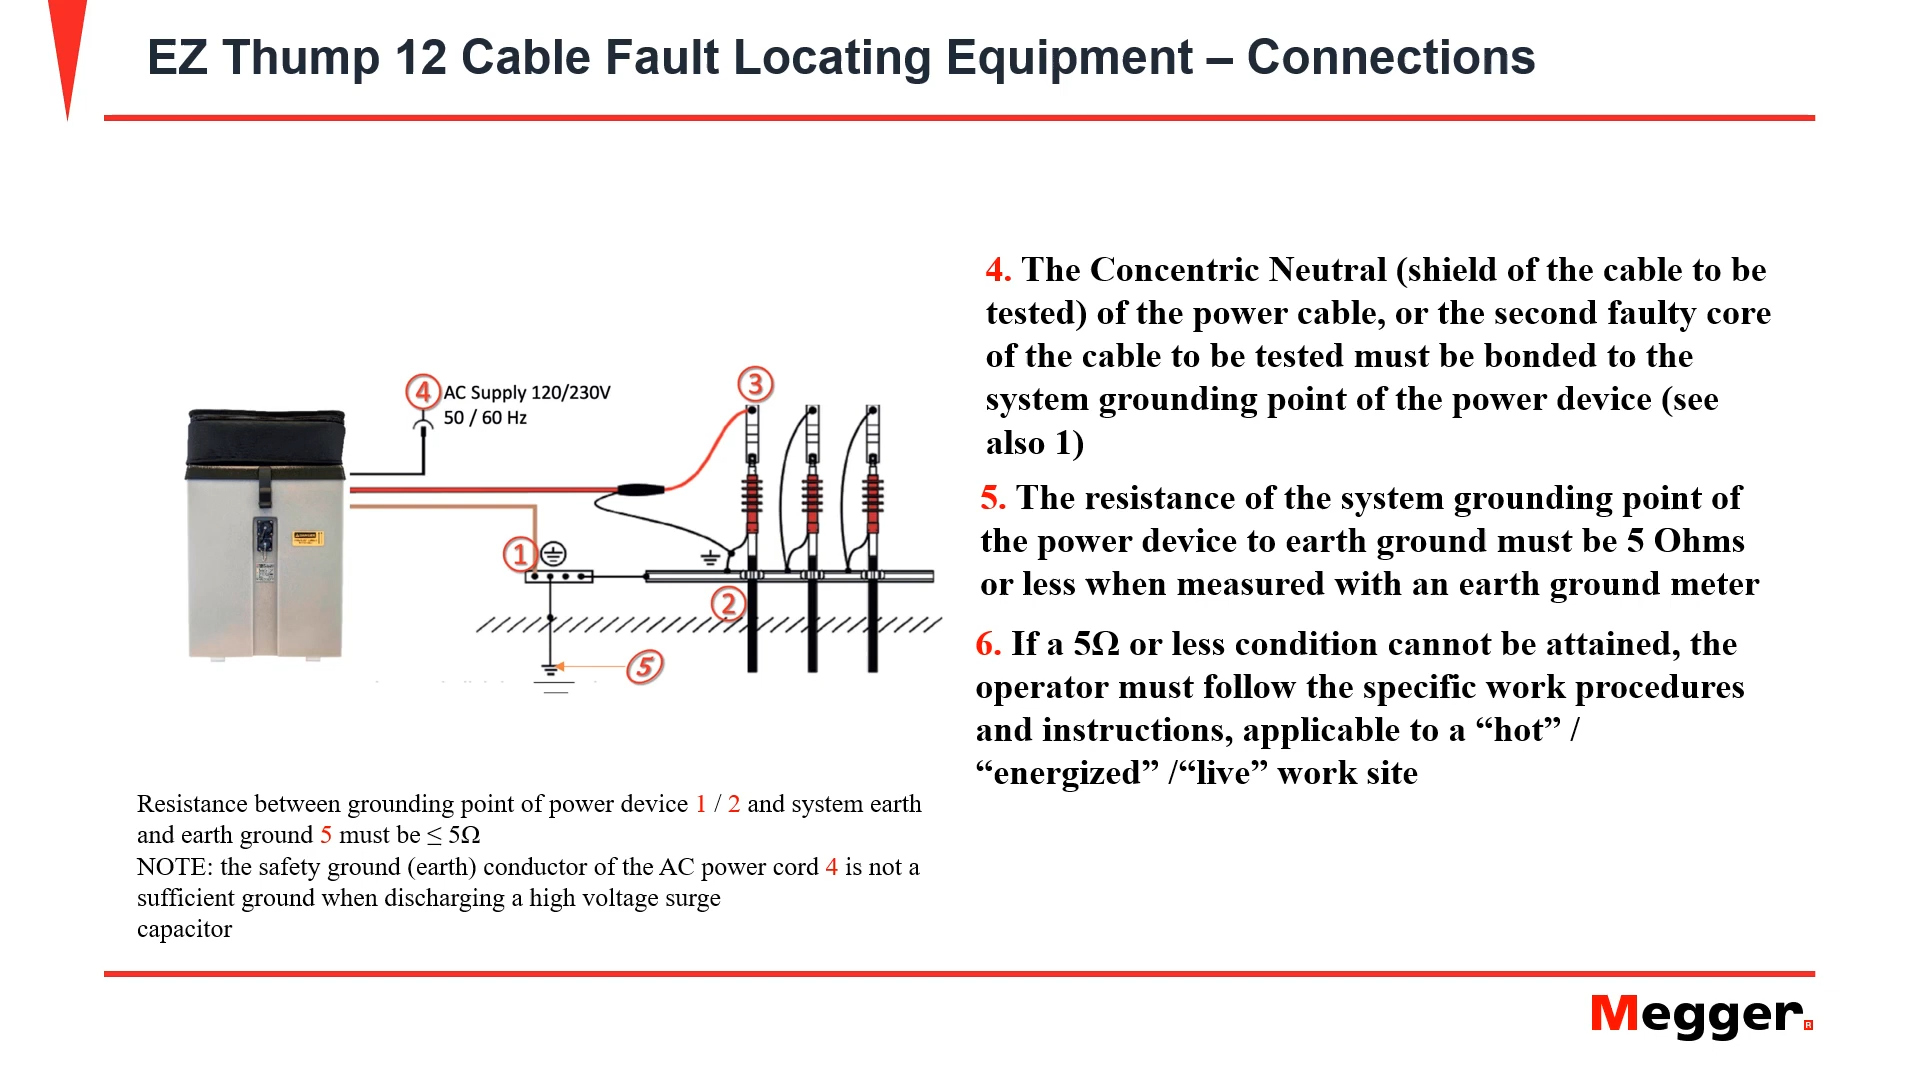 EZ Thump 12 Cable Fault Locating Equipment – Connections
4
AC Supply 120/230V
50 / 60 Hz
3
1
2
5
4. The Concentric Neutral (shield of the cable to be
tested) of the power cable, or the second faulty core
of the cable to be tested must be bonded to the
system grounding point of the power device (see
also 1)
5. The resistance of the system grounding point of
the power device to earth ground must be 5 Ohms
or less when measured with an earth ground meter
6. If a 5Ω or less condition cannot be attained, the
operator must follow the specific work procedures
and instructions, applicable to a “hot” /
“energized” /“live” work site
Resistance between grounding point of power device 1 / 2 and system earth
and earth ground 5 must be ≤ 5Ω
NOTE: the safety ground (earth) conductor of the AC power cord 4 is not a
sufficient ground when discharging a high voltage surge
capacitor
Megger